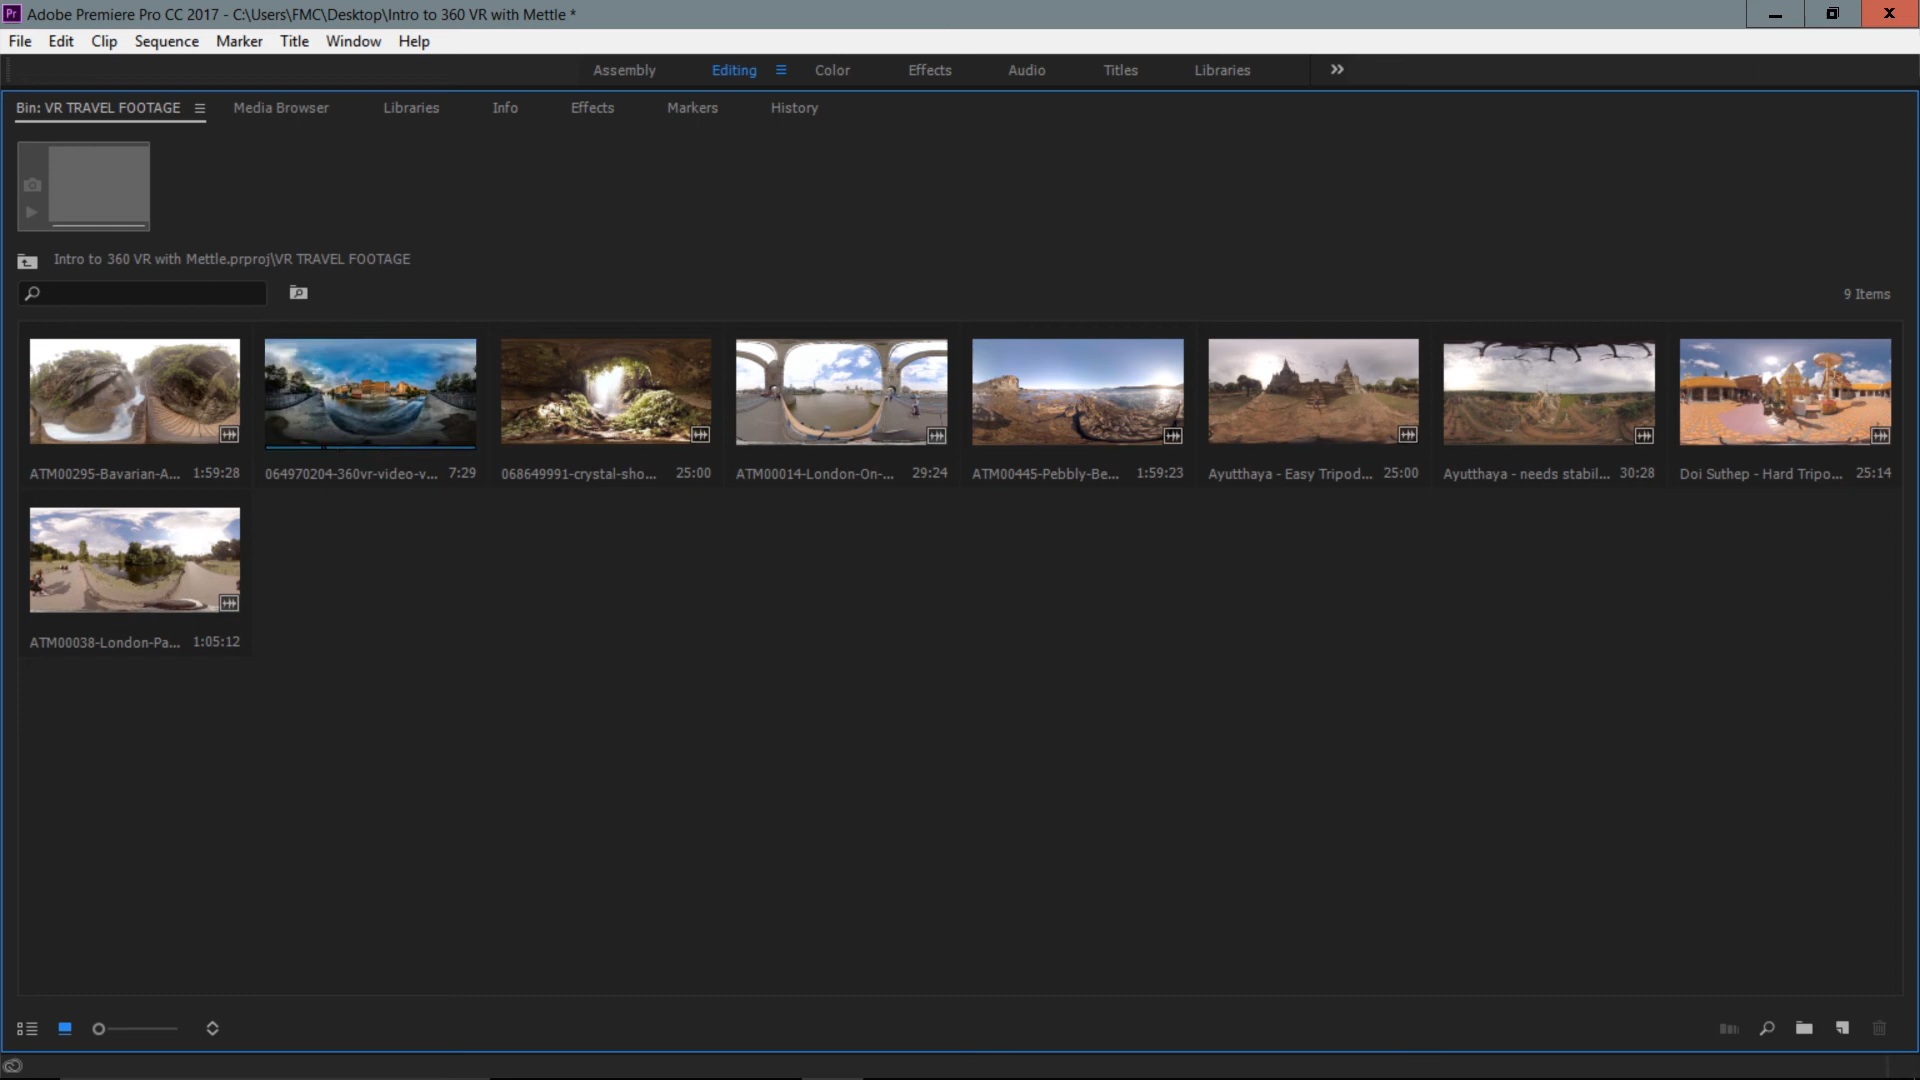 Pr Adobe Premiere Pro CC 2017 - C:\Users\FMC\Desktop\Intro to 360 VR with Mettle *
File Edit Clip Sequence Marker Title Window Help
Assembly Editing Color Effects Audio Titles Libraries
Bin: VR TRAVEL FOOTAGE Media Browser Libraries Info Effects Markers History
Intro to 360 VR with Mettle.prproj\VR TRAVEL FOOTAGE
9 Items
ATM00295-Bavarian-A... 1:59:28 064970204-360vr-video-v... 7:29 068649991-crystal-sho... 25:00 ATM00014-London-On-... 29:24 ATM00445-Pebbly-Be... 1:59:23 Ayutthaya - Easy Tripod... 25:00 Ayutthaya - needs stabil... 30:28 Doi Suthep - Hard Tripo... 25:14
ATM00038-London-Pa... 1:05:12